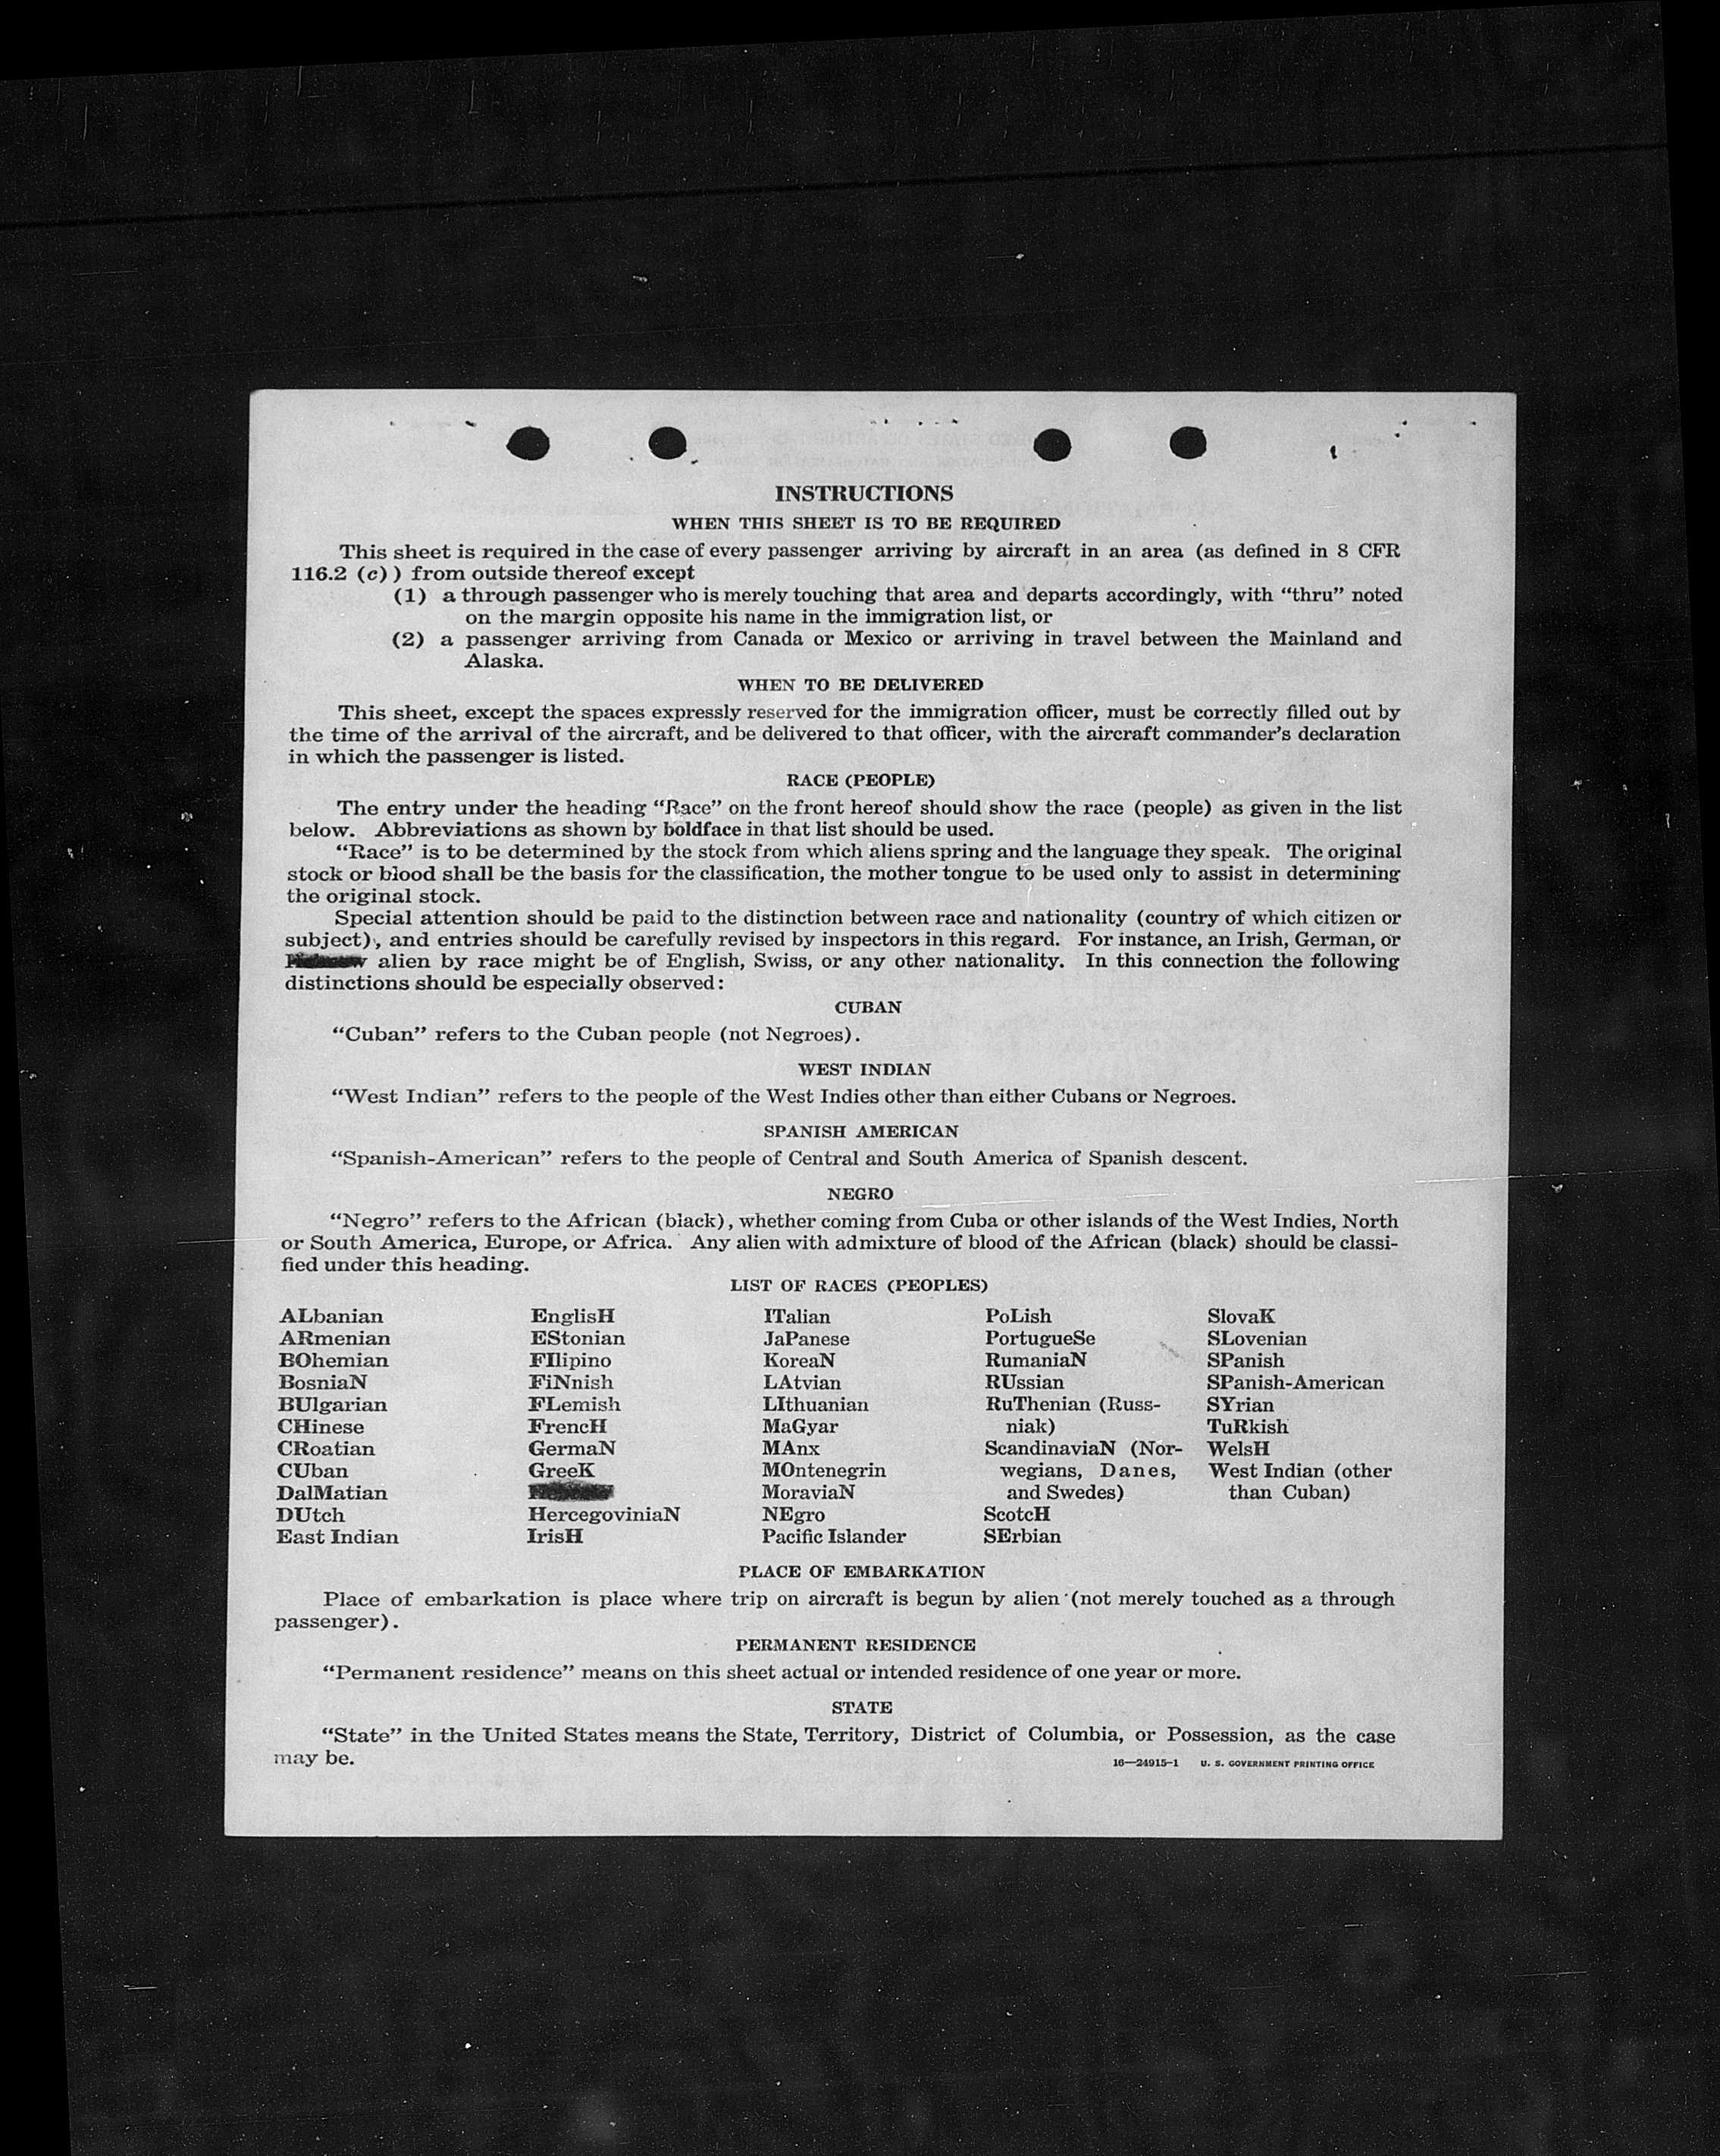 INSTRUCTIONS
WHEN THIS SHEET IS TO BE REQUIRED
This sheet is required in the case of every passenger arriving by aircraft in an area (as defined in 8 CFR
116.2 (c)) from outside thereof except
(1) a through passenger who is merely touching that area and departs accordingly, with “thru” noted
on the margin opposite his name in the immigration list, or
(2) a passenger arriving from Canada or Mexico or arriving in travel between the Mainland and
Alaska.
WHEN TO BE DELIVERED
This sheet, except the spaces expressly reserved for the immigration officer, must be correctly filled out by
the time of the arrival of the aircraft, and be delivered to that officer, with the aircraft commander’s declaration
in which the passenger is listed.
RACE (PEOPLE)
The entry under the heading “Race” on the front hereof should show the race (people) as given in the list
below. Abbreviations as shown by boldface in that list should be used.
“Race” is to be determined by the stock from which aliens spring and the language they speak. The original
stock or blood shall be the basis for the classification, the mother tongue to be used only to assist in determining
the original stock.
Special attention should be paid to the distinction between race and nationality (country of which citizen or
subject), and entries should be carefully revised by inspectors in this regard. For instance, an Irish, German, or
alien by race might be of English, Swiss, or any other nationality. In this connection the following
distinctions should be especially observed:
CUBAN
“Cuban” refers to the Cuban people (not Negroes).
WEST INDIAN
“West Indian” refers to the people of the West Indies other than either Cubans or Negroes.
SPANISH AMERICAN
“Spanish-American” refers to the people of Central and South America of Spanish descent.
NEGRO
“Negro” refers to the African (black), whether coming from Cuba or other islands of the West Indies, North
or South America, Europe, or Africa. Any alien with admixture of blood of the African (black) should be classi-
fied under this heading.
LIST OF RACES (PEOPLES)
ALbanian
ARmenian
BOhemian
BosniaN
BUlgarian
CHinese
CRoatian
CUban
DalMatian
DUtch
East Indian
EnglisH
EStonian
FIlipino
FiNnish
FLemish
FrencH
GermaN
GreeK
HercegoviniaN
IrisH
ITalian
JaPanese
KoreaN
LAtvian
LIthuanian
MaGyar
MAnx
MOntenegrin
MoraviaN
NEgro
Pacific Islander
PoLish
PortugueSe
RumaniaN
RUssian
RuThenian (Russ-
niak)
ScandinaviaN (Nor-
wegians, Danes,
and Swedes)
ScotcH
SErbian
SlovaK
SLovenian
SPanish
SPanish-American
SYrian
TuRkish
WelsH
West Indian (other
than Cuban)
PLACE OF EMBARKATION
Place of embarkation is place where trip on aircraft is begun by alien (not merely touched as a through
passenger).
PERMANENT RESIDENCE
“Permanent residence” means on this sheet actual or intended residence of one year or more.
STATE
“State” in the United States means the State, Territory, District of Columbia, or Possession, as the case
may be.
16—24915-1 U. S. GOVERNMENT PRINTING OFFICE